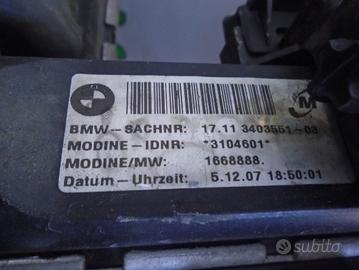 BMW-SACHNR: 17.11 3403551-03
MODINE-IDNR: *3104601*
MODINE/MW: 1668888.
Datum-Uhrzeit: 5.12.07 18:50:01
subito